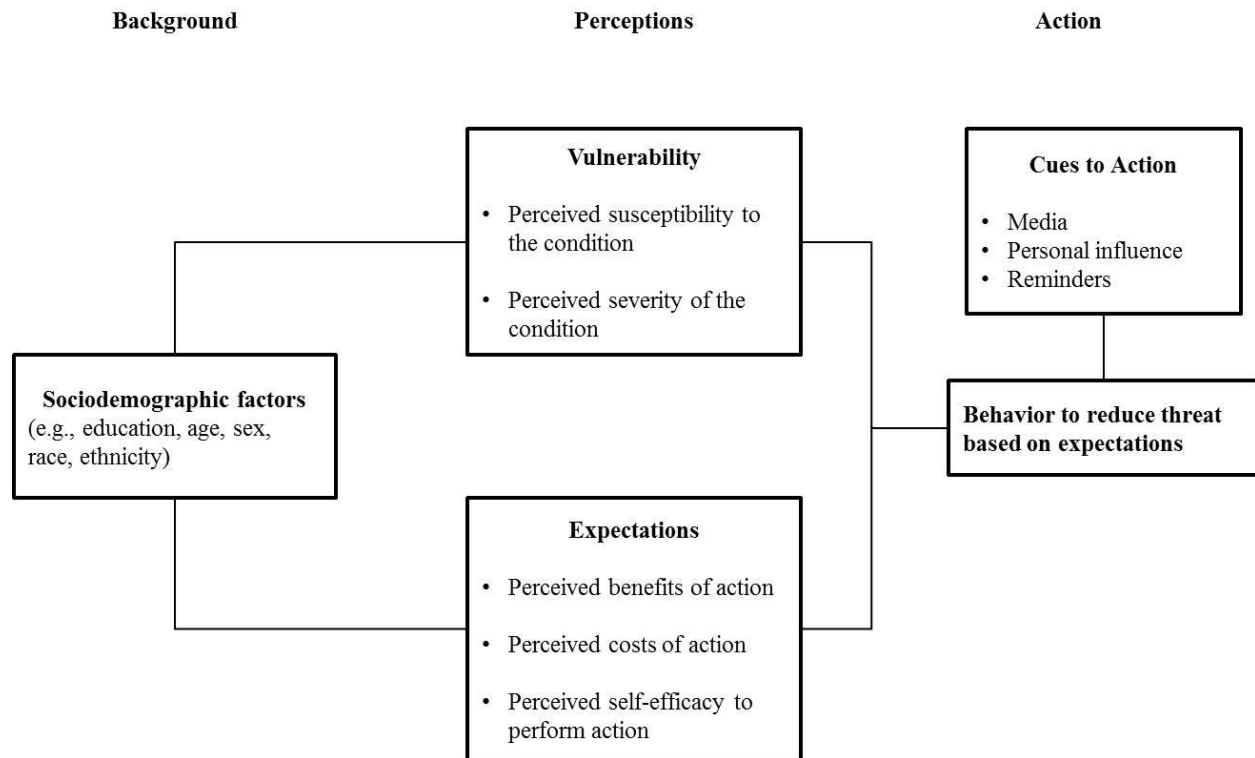 Background
Perceptions
Action
Vulnerability
• Perceived susceptibility to
the condition
• Perceived severity of the
condition
Cues to Action
• Media
• Personal influence
• Reminders
Sociodemographic factors
(e.g., education, age, sex,
race, ethnicity)
Behavior to reduce threat
based on expectations
Expectations
• Perceived benefits of action
• Perceived costs of action
• Perceived self-efficacy to
perform action